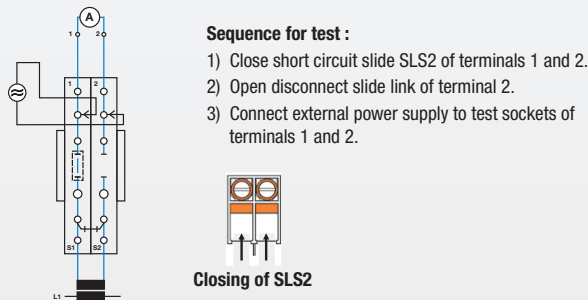 A
1 2
Sequence for test :
1) Close short circuit slide SLS2 of terminals 1 and 2.
2) Open disconnect slide link of terminal 2.
3) Connect external power supply to test sockets of
terminals 1 and 2.
1 2
S1 S2
Closing of SLS2
L1